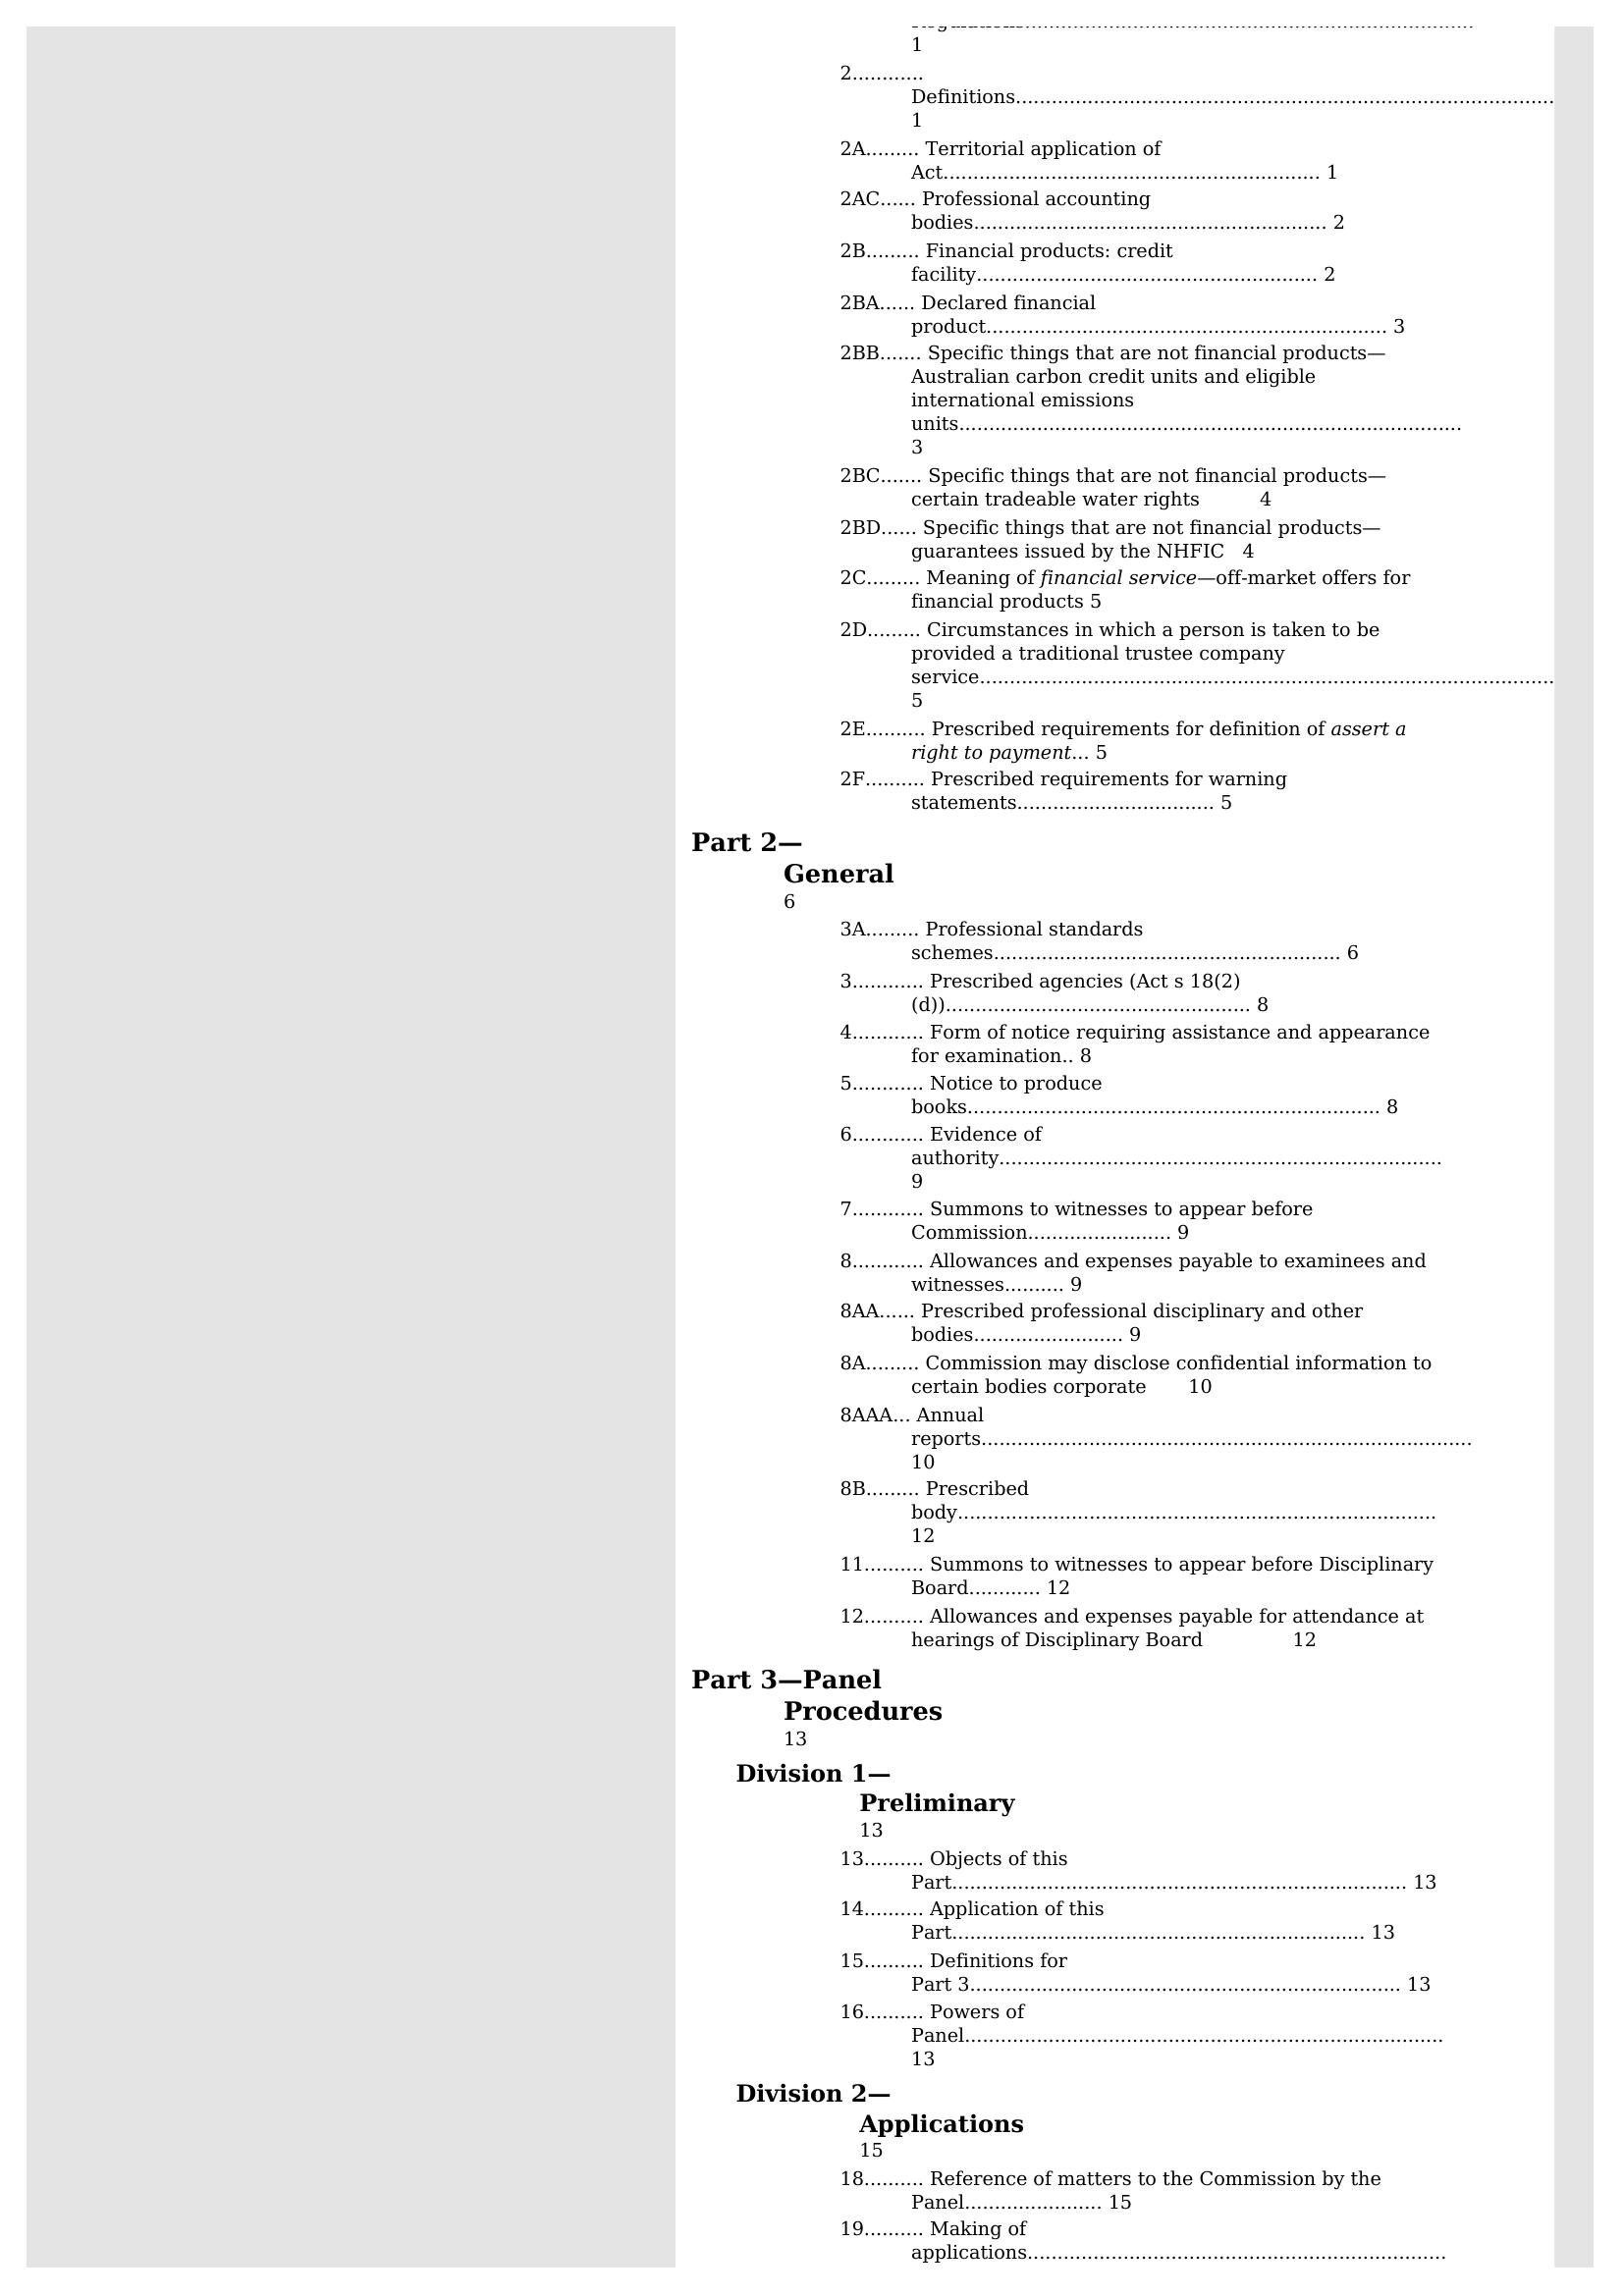 1
2............
Definitions..........................................................................................
1
2A......... Territorial application of
Act............................................................... 1
2AC...... Professional accounting
bodies........................................................... 2
2B......... Financial products: credit
facility......................................................... 2
2BA...... Declared financial
product................................................................... 3
2BB....... Specific things that are not financial products—
Australian carbon credit units and eligible
international emissions
units....................................................................................
3
2BC....... Specific things that are not financial products—
certain tradeable water rights 4
2BD...... Specific things that are not financial products—
guarantees issued by the NHFIC 4
2C......... Meaning of financial service—off-market offers for
financial products 5
2D......... Circumstances in which a person is taken to be
provided a traditional trustee company
service................................................................................................
5
2E.......... Prescribed requirements for definition of assert a
right to payment... 5
2F.......... Prescribed requirements for warning
statements................................. 5
Part 2—
General
6
3A......... Professional standards
schemes.......................................................... 6
3............ Prescribed agencies (Act s 18(2)
(d))................................................... 8
4............ Form of notice requiring assistance and appearance
for examination.. 8
5............ Notice to produce
books..................................................................... 8
6............ Evidence of
authority..........................................................................
9
7............ Summons to witnesses to appear before
Commission........................ 9
8............ Allowances and expenses payable to examinees and
witnesses.......... 9
8AA...... Prescribed professional disciplinary and other
bodies......................... 9
8A......... Commission may disclose confidential information to
certain bodies corporate 10
8AAA... Annual
reports..................................................................................
10
8B......... Prescribed
body................................................................................
12
11.......... Summons to witnesses to appear before Disciplinary
Board............ 12
12.......... Allowances and expenses payable for attendance at
hearings of Disciplinary Board 12
Part 3—Panel
Procedures
13
Division 1—
Preliminary
13
13.......... Objects of this
Part............................................................................ 13
14.......... Application of this
Part..................................................................... 13
15.......... Definitions for
Part 3........................................................................ 13
16.......... Powers of
Panel................................................................................
13
Division 2—
Applications
15
18.......... Reference of matters to the Commission by the
Panel....................... 15
19.......... Making of
applications......................................................................